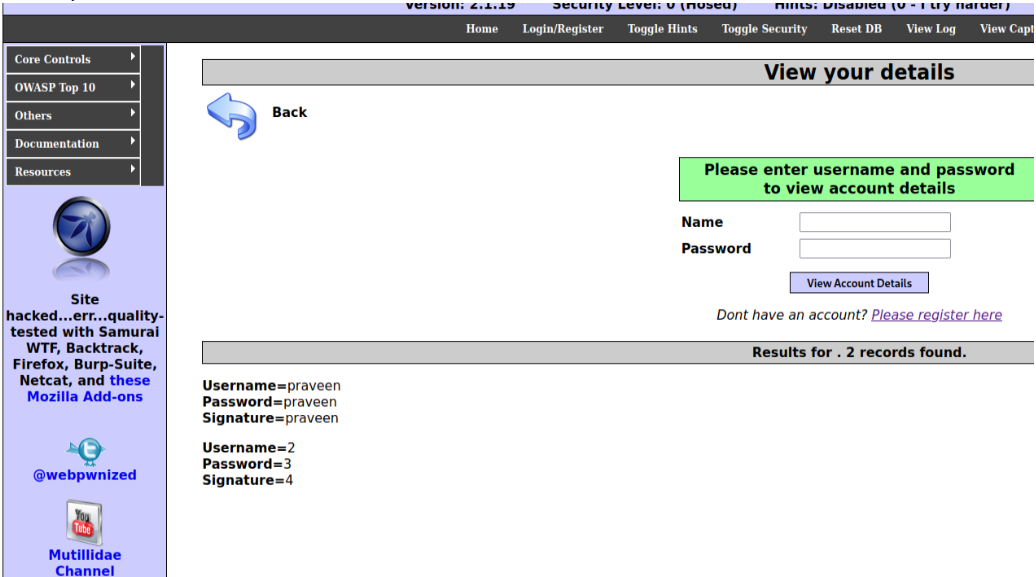 Version: 2.1.19 Security Level: 0 (Hosed) Hints: Disabled (0 - I try harder)
Home Login/Register Toggle Hints Toggle Security Reset DB View Log View Capt
Core Controls
OWASP Top 10
Others
Documentation
Resources
View your details
Back
Please enter username and password
to view account details
Name
Password
View Account Details
Dont have an account? Please register here
Results for . 2 records found.
Username=praveen
Password=praveen
Signature=praveen
Username=2
Password=3
Signature=4
Site
hacked...err...quality-
tested with Samurai
WTF, Backtrack,
Firefox, Burp-Suite,
Netcat, and these
Mozilla Add-ons
@webpwnized
You
Tube
Mutillidae
Channel